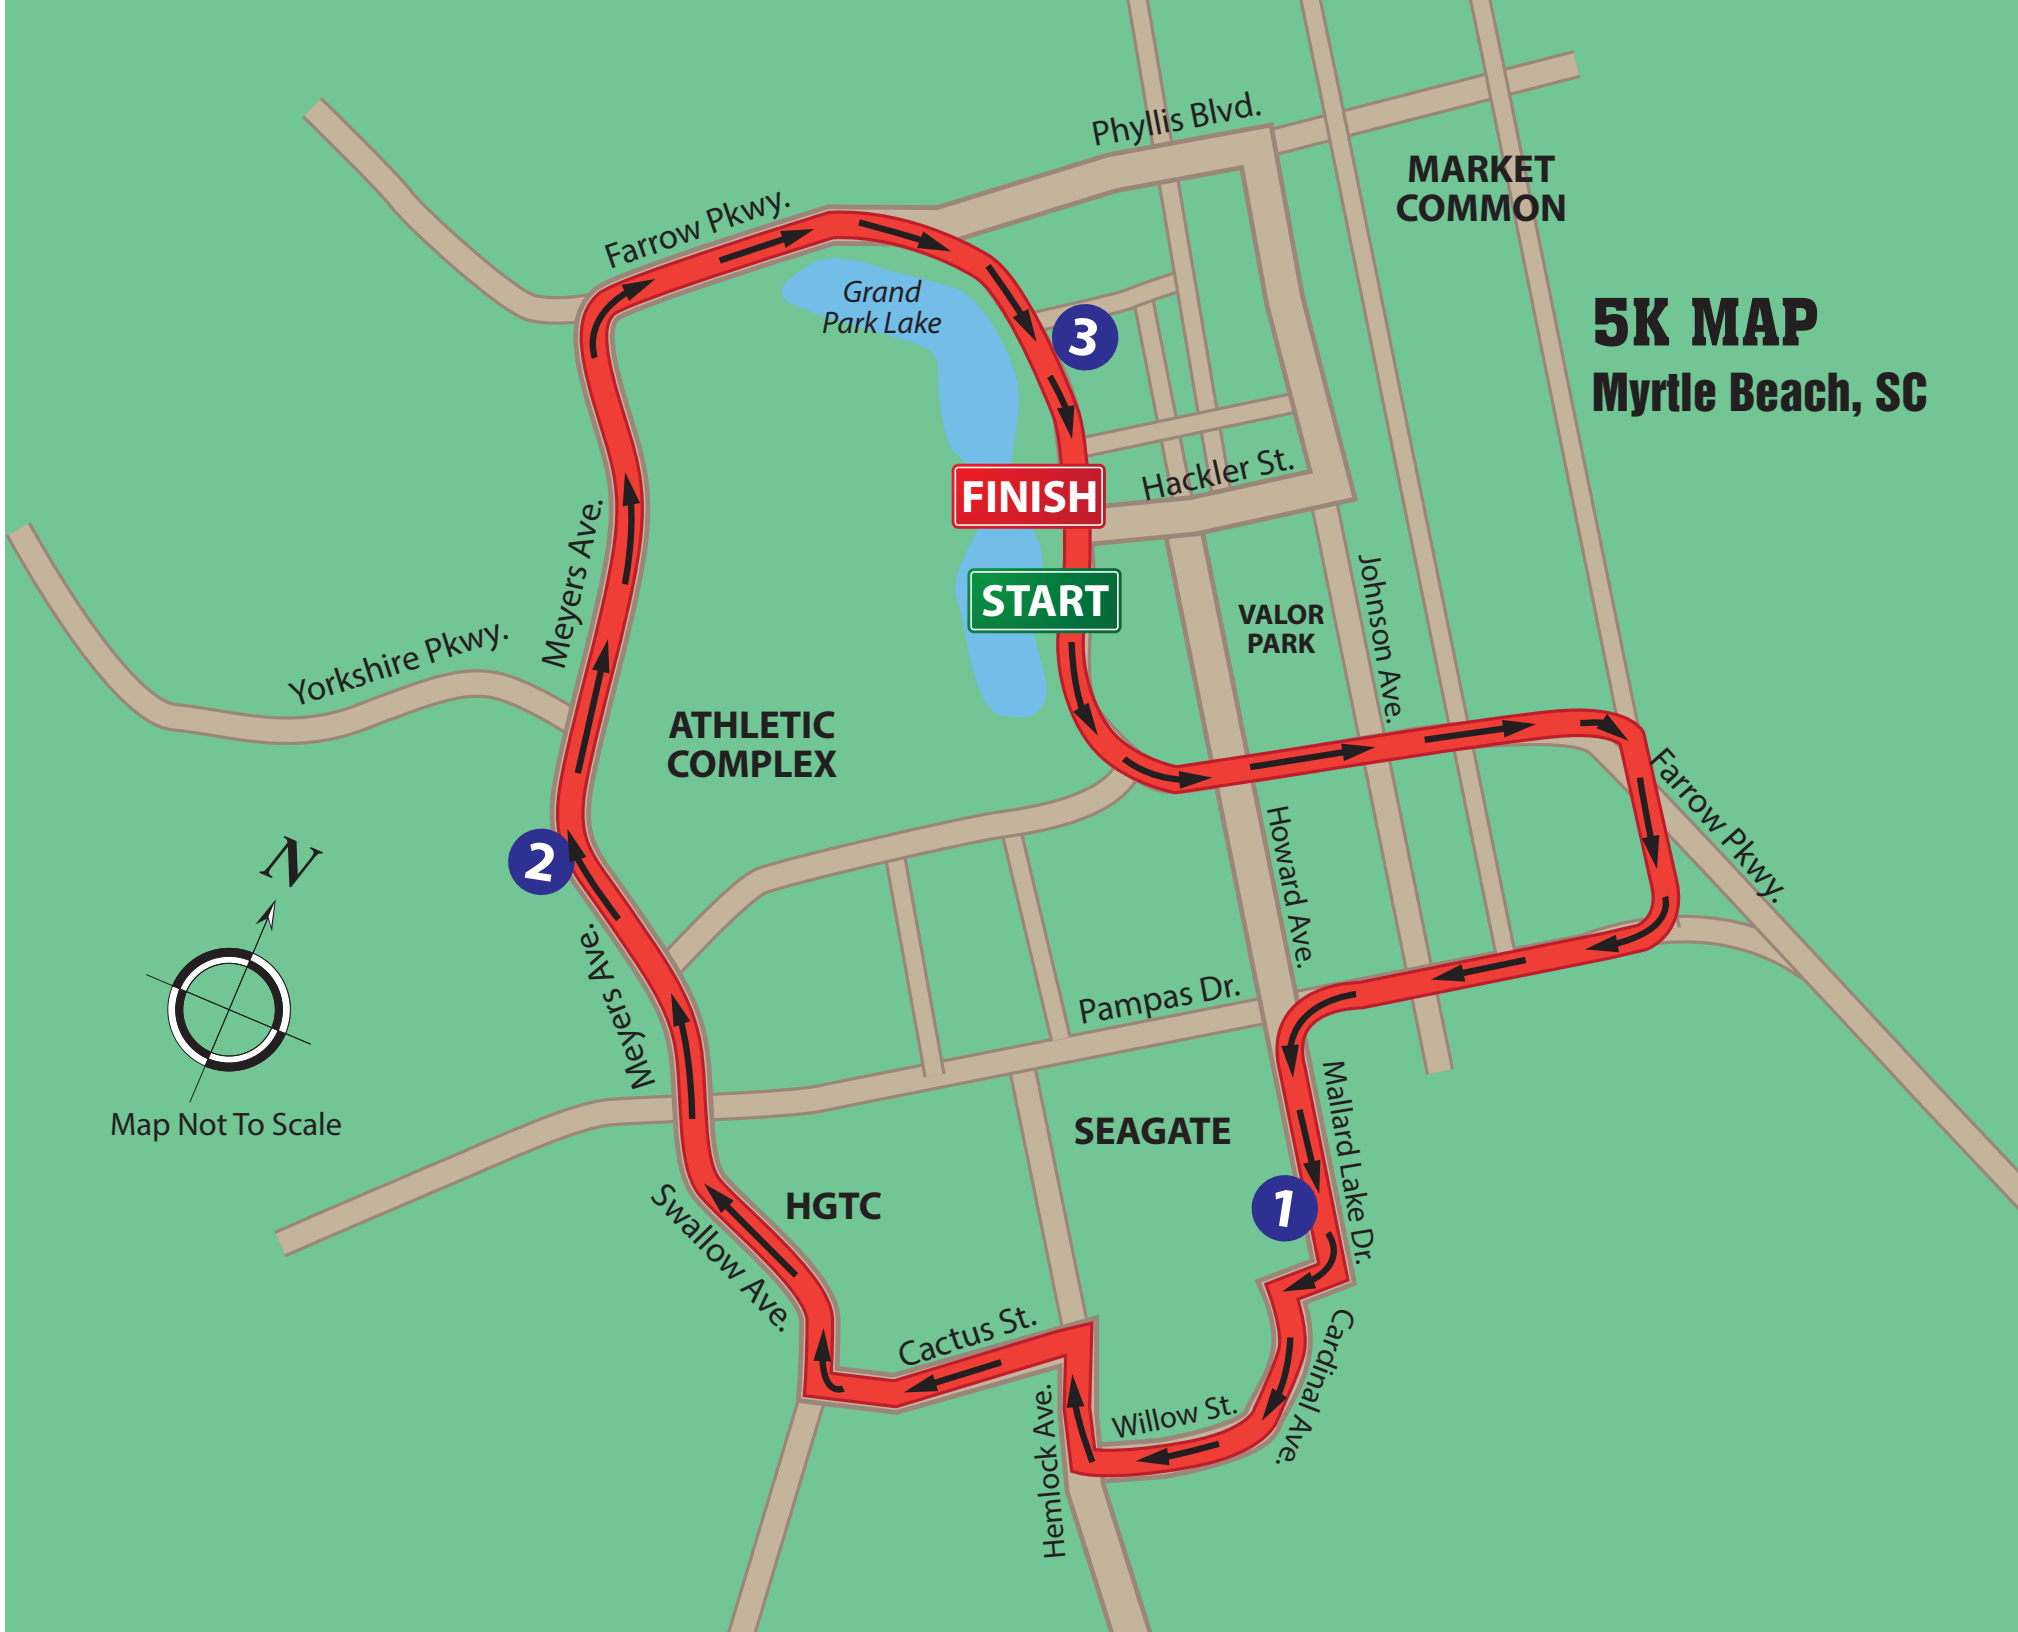 Phyllis Blvd.
MARKET
COMMON
Farrow Pkwy.
Grand
Park Lake
3
5K MAP
Myrtle Beach, SC
Hackler St.
FINISH
START
Meyers Ave.
Johnson Ave.
VALOR
PARK
Yorkshire Pkwy.
ATHLETIC
COMPLEX
Farrow Pkwy.
Howard Ave.
2
N
Meyers Ave.
Pampas Dr.
Map Not To Scale
SEAGATE
Mallard Lake Dr.
HGTC
1
Swallow Ave.
Cactus St.
Cardinal Ave.
Willow St.
Hemlock Ave.